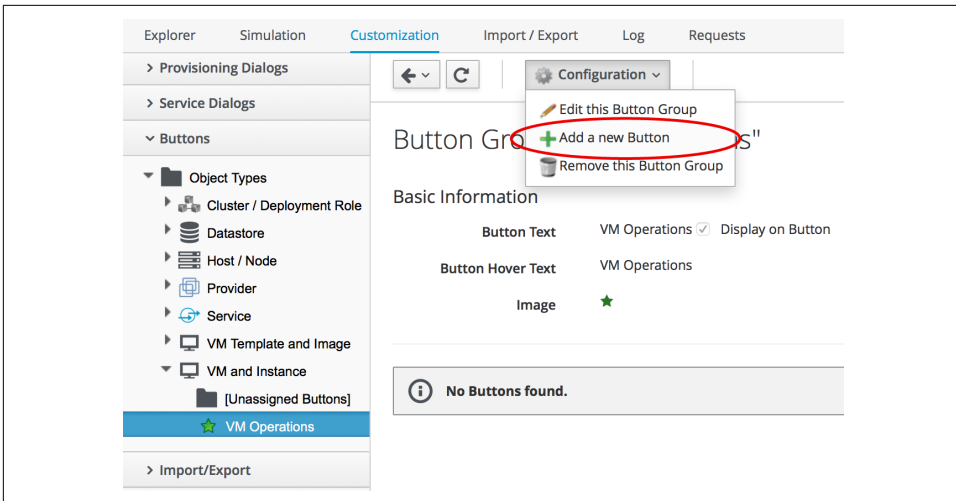 Explorer Simulation Customization Import / Export Log Requests
Provisioning Dialogs
Configuration
Service Dialogs
Edit this Button Group
Buttons
Button Gro s"
Add a new Button
Remove this Button Group
Object Types
Basic Information
Cluster / Deployment Role
Datastore
Button Text VM Operations Display on Button
Host / Node
Button Hover Text VM Operations
Provider
Image
Service
VM Template and Image
VM and Instance
No Buttons found.
[Unassigned Buttons]
VM Operations
Import/Export